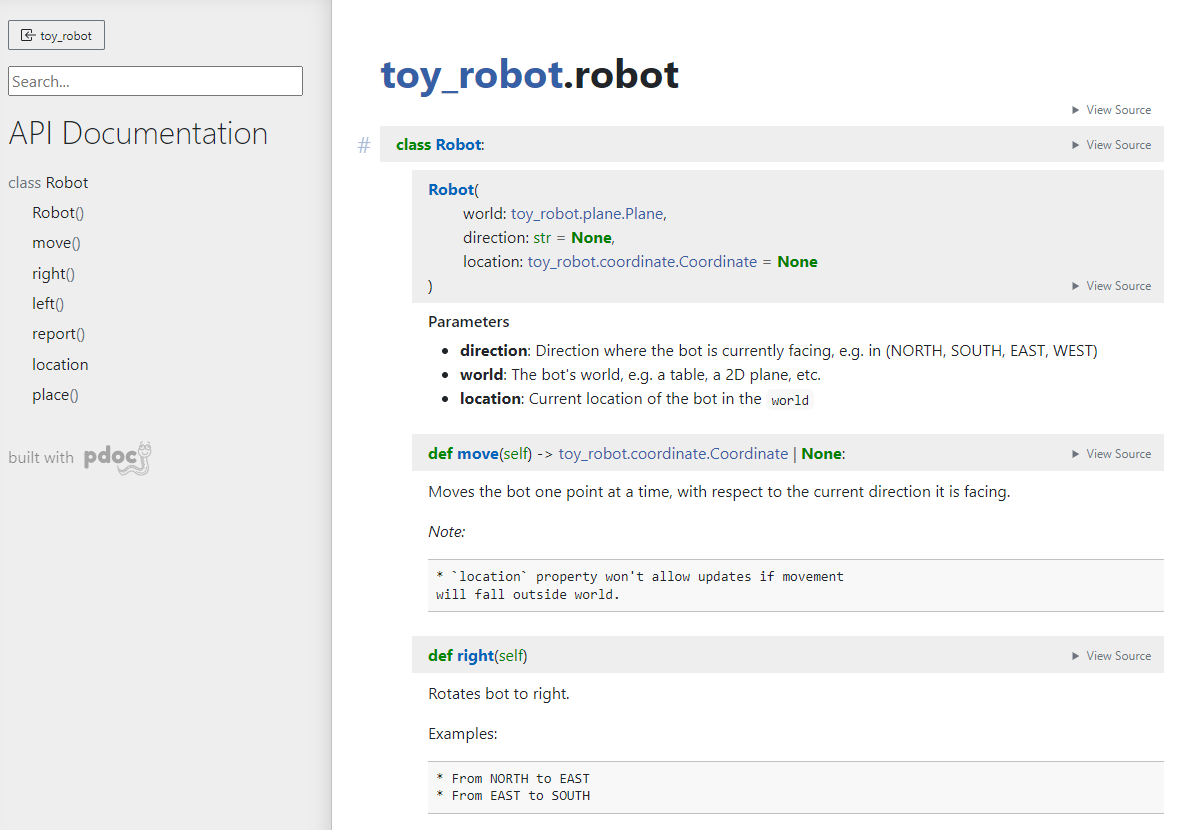 toy_robot
Search...
API Documentation
class Robot
Robot()
move()
right()
left()
report()
location
place()
built with pdoc
toy_robot.robot
View Source
# class Robot:
View Source
Robot(
world: toy_robot.plane.Plane,
direction: str = None,
location: toy_robot.coordinate.Coordinate = None
)
View Source
Parameters
• direction: Direction where the bot is currently facing, e.g. in (NORTH, SOUTH, EAST, WEST)
• world: The bot's world, e.g. a table, a 2D plane, etc.
• location: Current location of the bot in the world
def move(self) -> toy_robot.coordinate.Coordinate | None:
View Source
Moves the bot one point at a time, with respect to the current direction it is facing.
Note:
* `location` property won't allow updates if movement
will fall outside world.
def right(self)
View Source
Rotates bot to right.
Examples:
* From NORTH to EAST
* From EAST to SOUTH